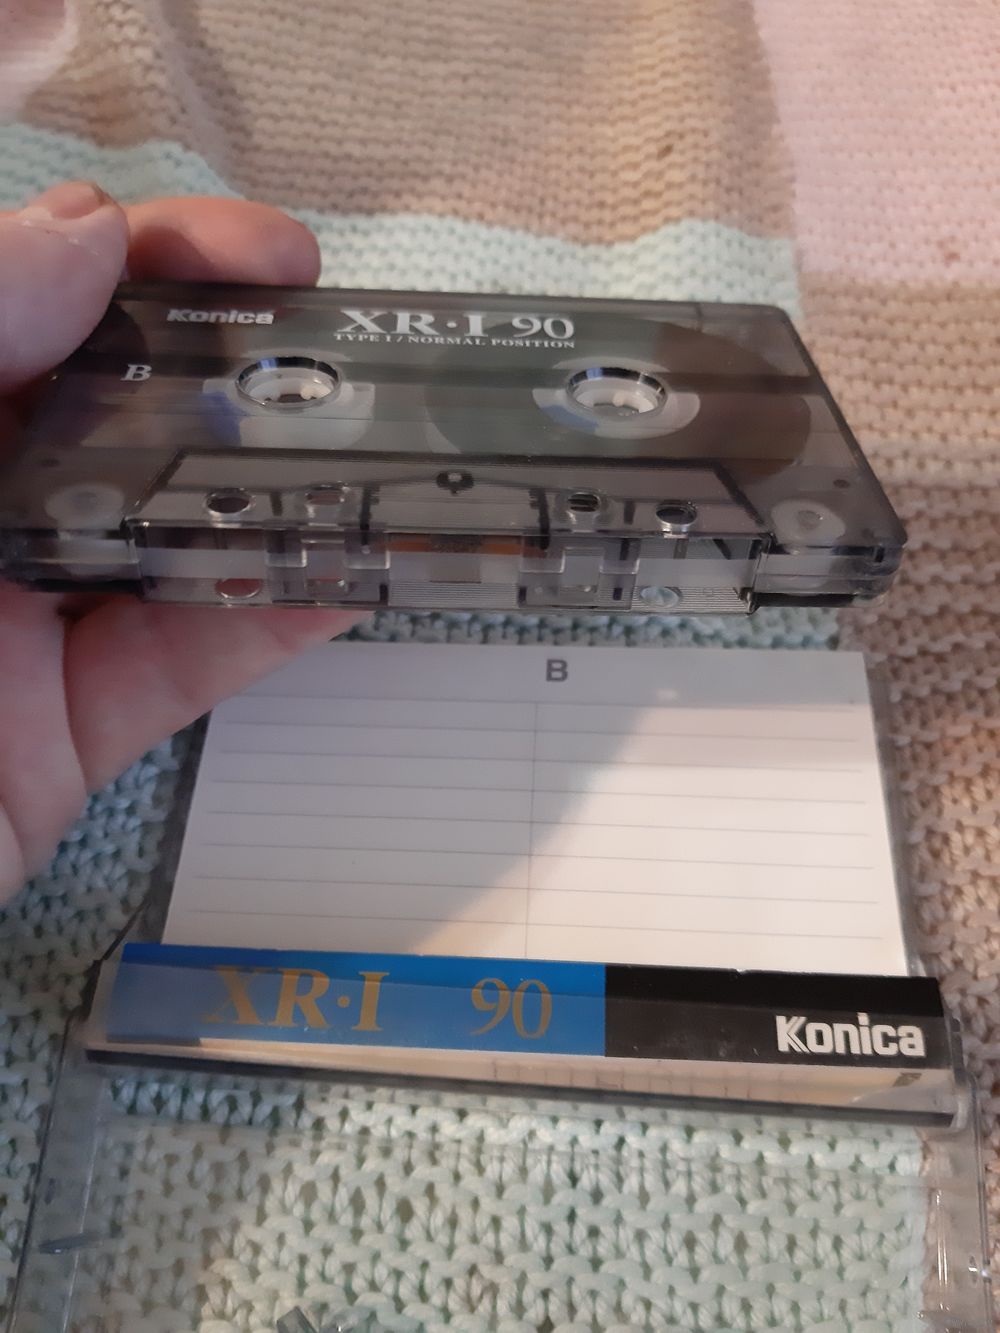 Konica
XR·I 90
TYPE I / NORMAL POSITION
B
B
XR·I 90
Konica